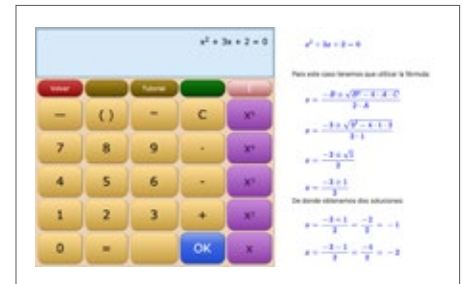 x² + 3x + 2 = 0
Volver Tutorial
( ) C X⁵
7 8 9 X⁴
4 5 6 - X³
1 2 3 + X²
0 = OK X
x² + 3x + 2 = 0
Para este caso tenemos que utilizar la fórmula:
x = (-B ± √(B² - 4 · A · C)) / (2 · A)
x = (-3 ± √(3² - 4 · 1 · 2)) / (2 · 1)
x = (-3 ± √1) / 2
x = (-3 ± 1) / 2
De donde obtenemos dos soluciones:
x = (-3 + 1) / 2 = -2 / 2 = -1
x = (-3 - 1) / 2 = -4 / 2 = -2